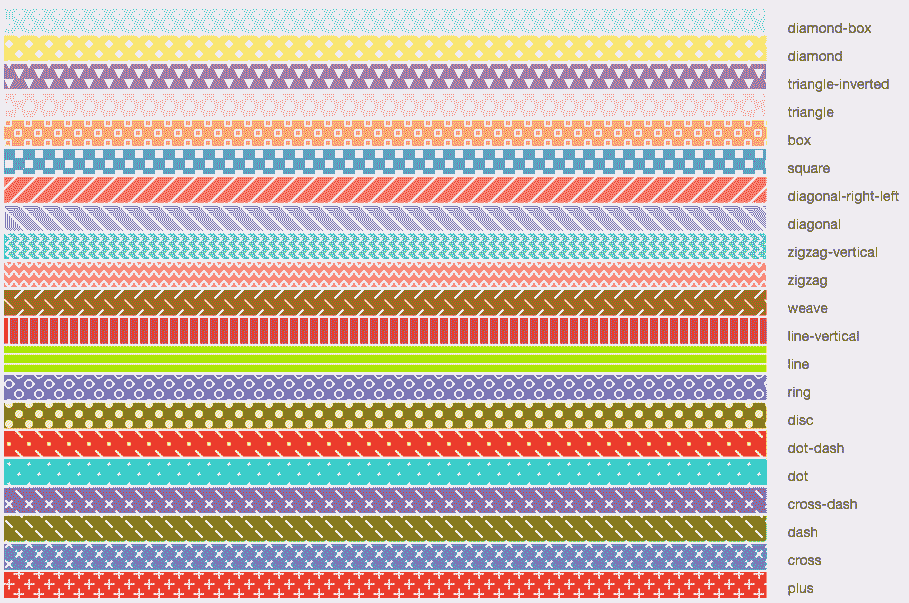 diamond-box
diamond
triangle-inverted
triangle
box
square
diagonal-right-left
diagonal
zigzag-vertical
zigzag
weave
line-vertical
line
ring
disc
dot-dash
dot
cross-dash
dash
cross
plus